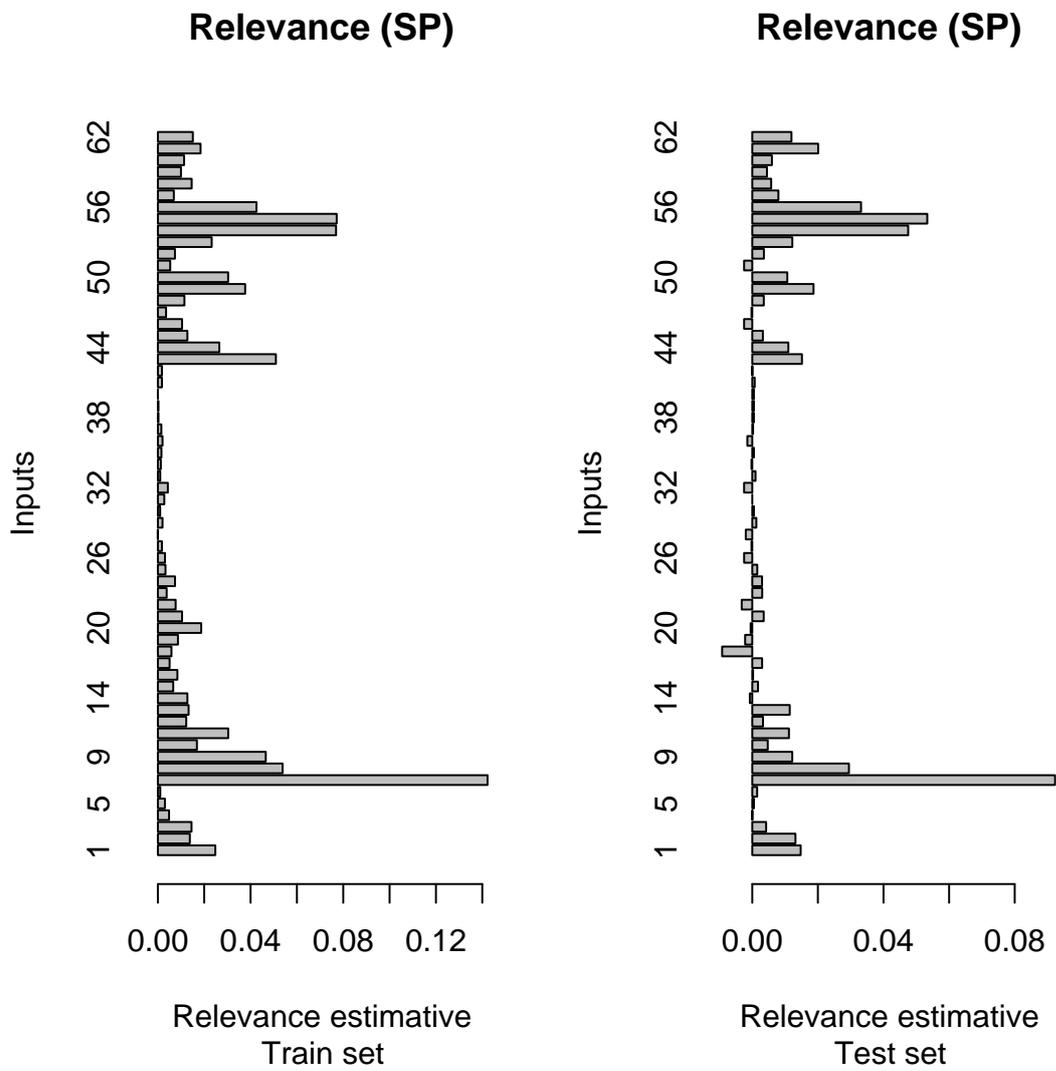 Relevance (SP)
Inputs
62
56
50
44
38
32
26
20
14
9
5
1
0.00 0.04 0.08 0.12
Relevance estimative
Train set
Relevance (SP)
Inputs
62
56
50
44
38
32
26
20
14
9
5
1
0.00 0.04 0.08
Relevance estimative
Test set